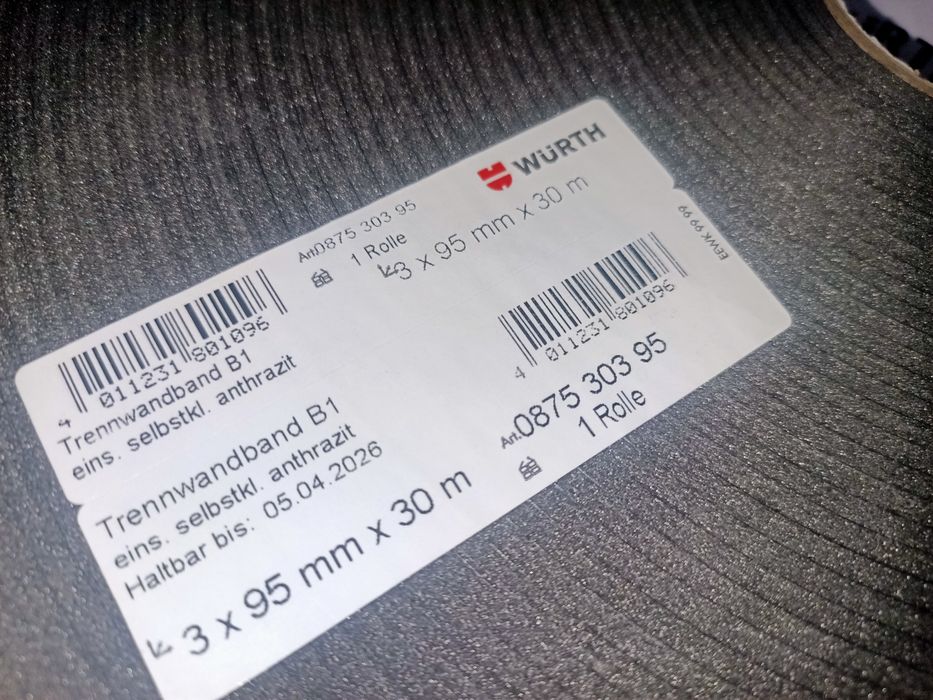 WÜRTH
Art.0875 303 95
1 Rolle
3 x 95 mm x 30 m
4 011231 801096
Trennwandband B1
eins. selbstkl. anthrazit
EEWK 99 99
4 011231 801096
Trennwandband B1
eins. selbstkl. anthrazit
Haltbar bis: 05.04.2026
3 x 95 mm x 30 m
Art.0875 303 95
1 Rolle